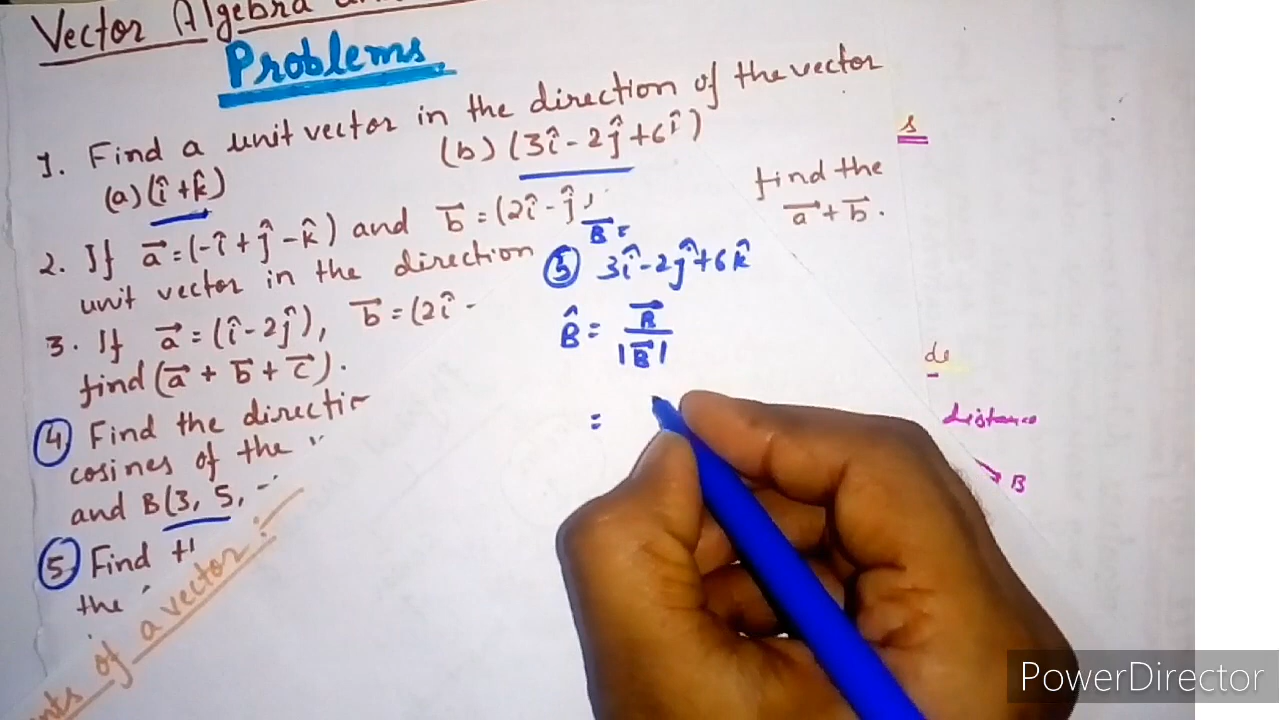 Vector Algebra
Problems
1. Find a unit vector in the direction of the vector
(a) (î + k̂) (b) (3î - 2ĵ + 6î)
2. If a⃗ = (-î + ĵ - k̂) and b⃗ = (2î - ĵ find the
unit vector in the direction a⃗ + b⃗.
3. If a⃗ = (î - 2ĵ), b⃗ = (2î -
find (a⃗ + b⃗ + c⃗).
4 Find the directi
cosines of the
and B(3, 5, -
5 Find
the
of a vector:
B⃗ =
3î - 2ĵ + 6k̂
B̂ = B⃗ / |B⃗|
=
s
de
distance
B
PowerDirector